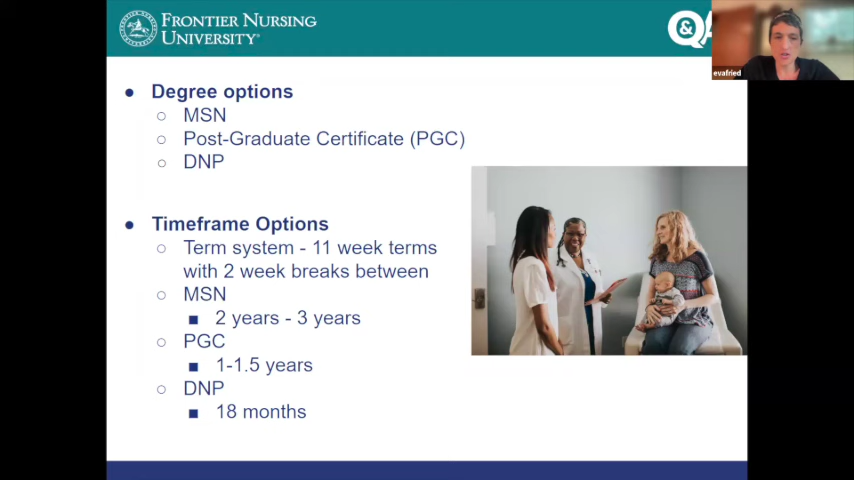 FRONTIER NURSING
UNIVERSITY®
Q&A
evafried
● Degree options
○ MSN
○ Post-Graduate Certificate (PGC)
○ DNP
● Timeframe Options
○ Term system - 11 week terms
with 2 week breaks between
○ MSN
■ 2 years - 3 years
○ PGC
■ 1-1.5 years
○ DNP
■ 18 months